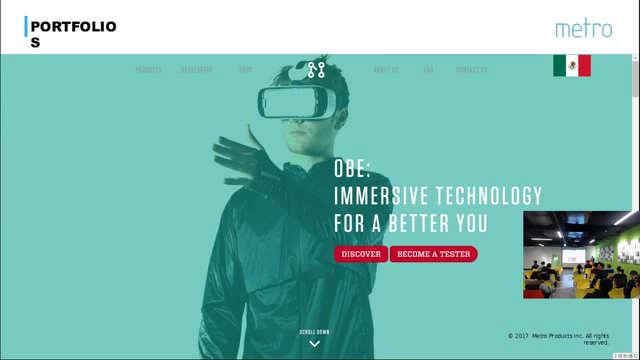 PORTFOLIO
S
metro
PRODUCTS DEVELOPERS SHOP ABOUT US FAQ CONTACT US
OBE:
IMMERSIVE TECHNOLOGY
FOR A BETTER YOU
DISCOVER BECOME A TESTER
SCROLL DOWN
© 2017 Metro Products Inc. All rights
reserved.